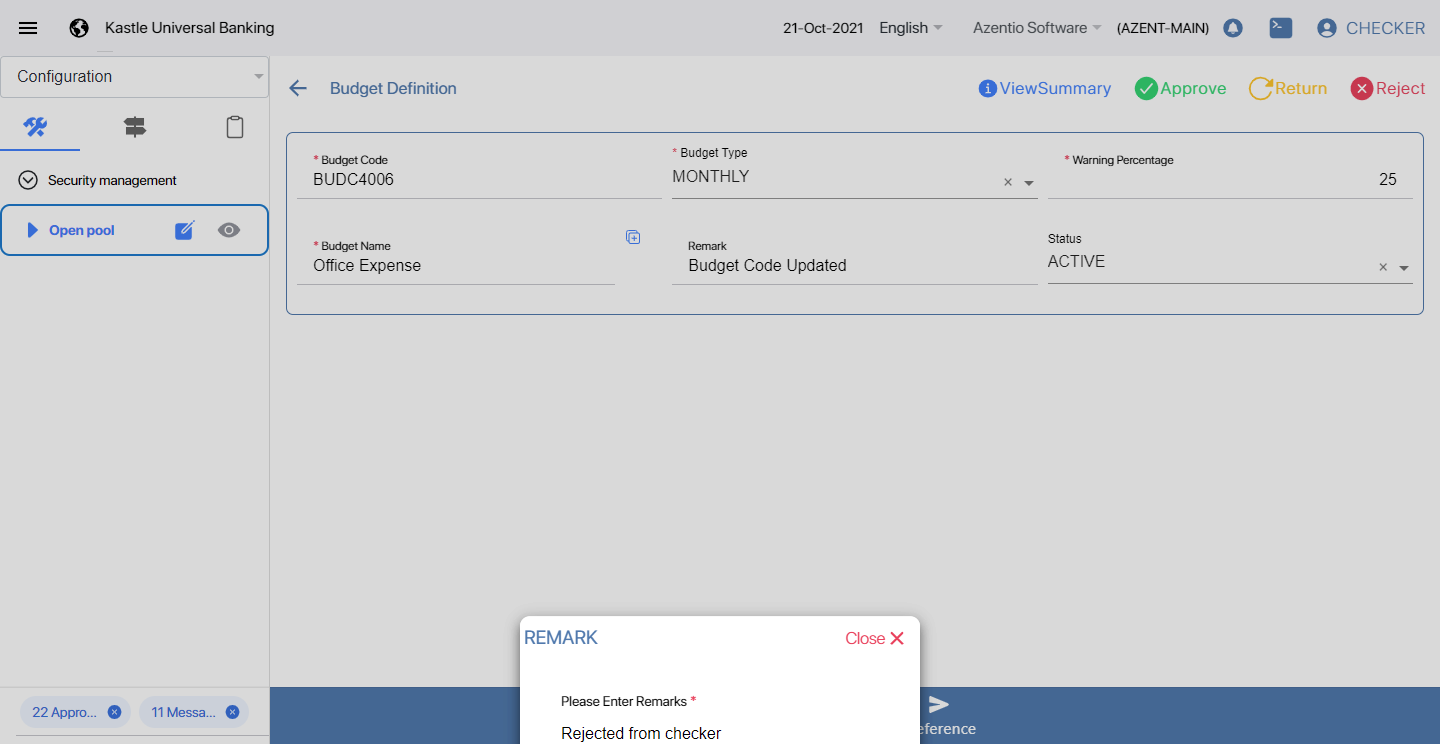 Kastle Universal Banking
21-Oct-2021 English Azentio Software (AZENT-MAIN) CHECKER
Configuration
Budget Definition
ViewSummary Approve Return Reject
Security management
Open pool
* Budget Code
BUDC4006
* Budget Type
MONTHLY
* Warning Percentage
25
* Budget Name
Office Expense
Remark
Budget Code Updated
Status
ACTIVE
REMARK
Close
Please Enter Remarks *
Rejected from checker
22 Appro...
11 Messa...
eference